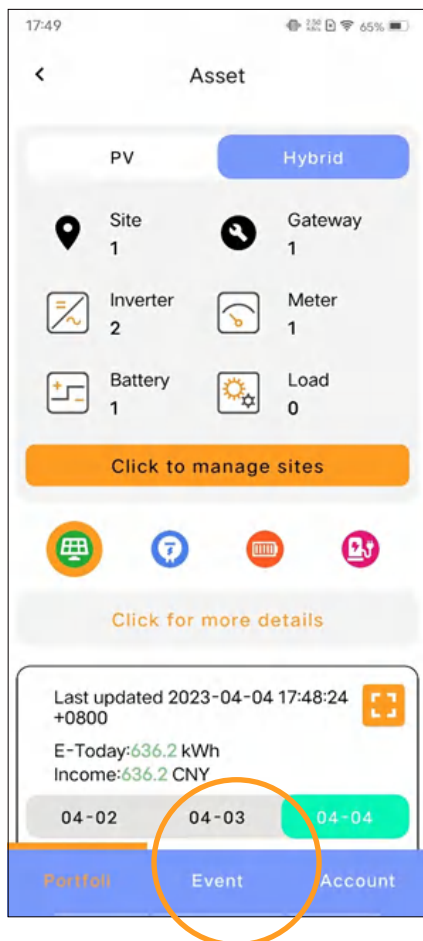 17:49
65%
Asset
PV Hybrid
Site Gateway
1 1
Inverter Meter
2 1
Battery Load
1 0
Click to manage sites
Click for more details
Last updated 2023-04-04 17:48:24
+0800
E-Today:636.2 kWh
Income:636.2 CNY
04-02 04-03 04-04
Portfoli Event Account